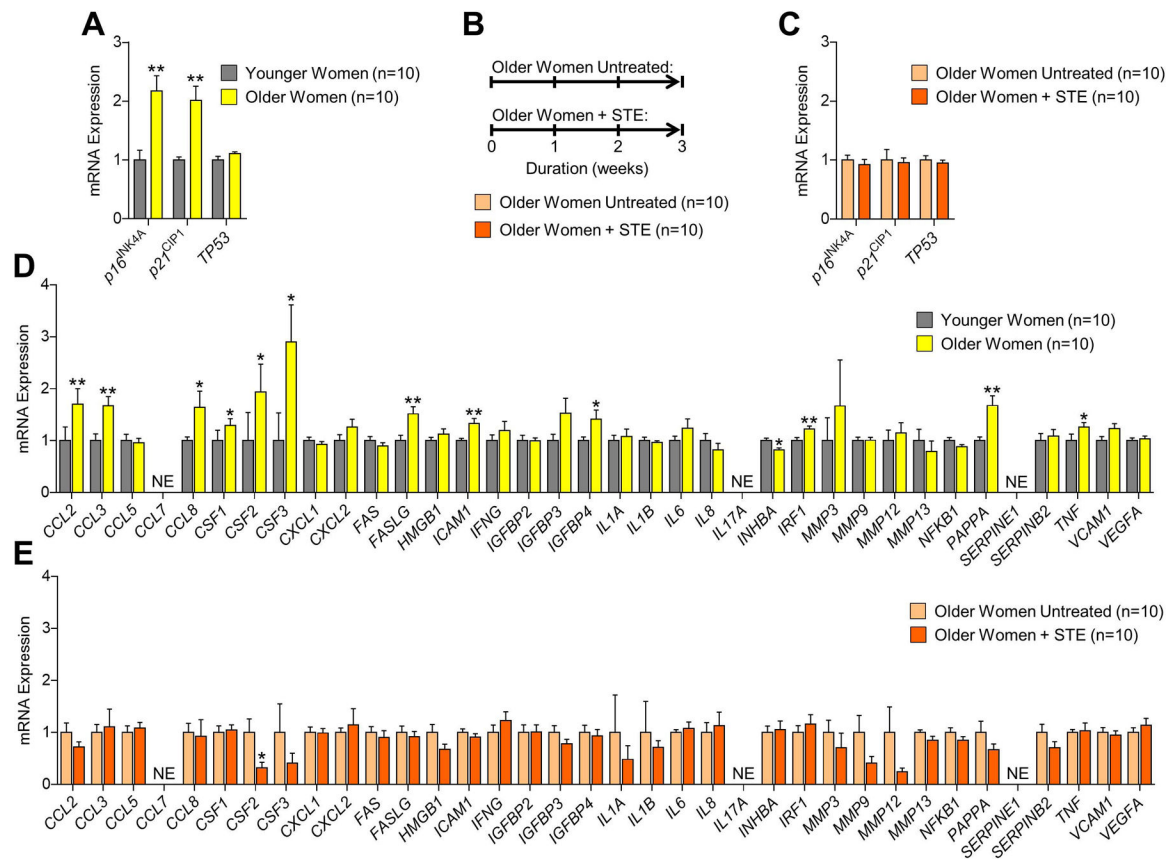 A
B
C
3
2
1
0
mRNA Expression
**
**
p16INK4A
p21CIP1
TP53
Younger Women (n=10)
Older Women (n=10)
Older Women Untreated:
Older Women + STE:
0 1 2 3
Duration (weeks)
Older Women Untreated (n=10)
Older Women + STE (n=10)
3
2
1
0
mRNA Expression
p16INK4A
p21CIP1
TP53
Older Women Untreated (n=10)
Older Women + STE (n=10)
D
4
3
2
1
0
mRNA Expression
Younger Women (n=10)
Older Women (n=10)
** ** NE * * * * ** ** * NE * ** ** NE *
CCL2 CCL3 CCL5 CCL7 CCL8 CSF1 CSF2 CSF3 CXCL1 CXCL2 FAS FASLG HMGB1 ICAM1 IFNG IGFBP2 IGFBP3 IGFBP4 IL1A IL1B IL6 IL8 IL17A INHBA IRF1 MMP3 MMP9 MMP12 MMP13 NFKB1 PAPPA SERPINE1 SERPINB2 TNF VCAM1 VEGFA
E
4
3
2
1
0
mRNA Expression
Older Women Untreated (n=10)
Older Women + STE (n=10)
NE * NE NE
CCL2 CCL3 CCL5 CCL7 CCL8 CSF1 CSF2 CSF3 CXCL1 CXCL2 FAS FASLG HMGB1 ICAM1 IFNG IGFBP2 IGFBP3 IGFBP4 IL1A IL1B IL6 IL8 IL17A INHBA IRF1 MMP3 MMP9 MMP12 MMP13 NFKB1 PAPPA SERPINE1 SERPINB2 TNF VCAM1 VEGFA